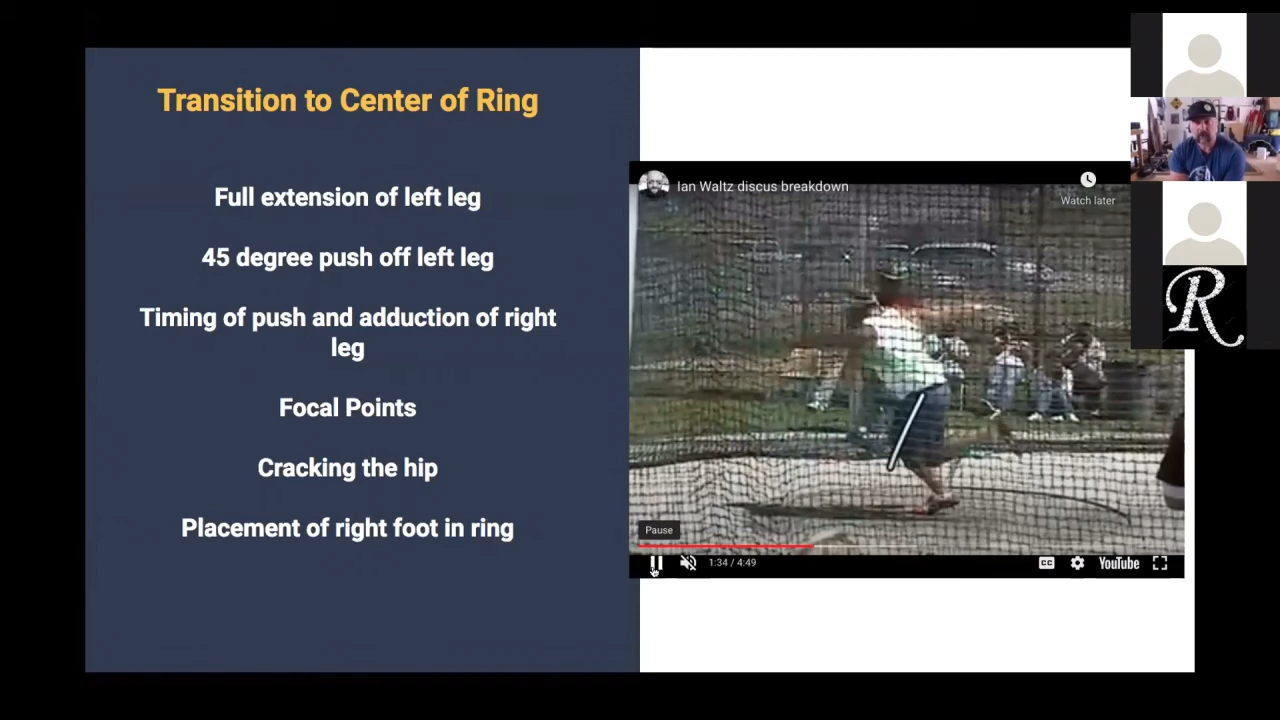 Transition to Center of Ring
Full extension of left leg
45 degree push off left leg
Timing of push and adduction of right
leg
Focal Points
Cracking the hip
Placement of right foot in ring
Ian Waltz discus breakdown
Watch later
Pause
1:34 / 4:49
CC
YouTube
R